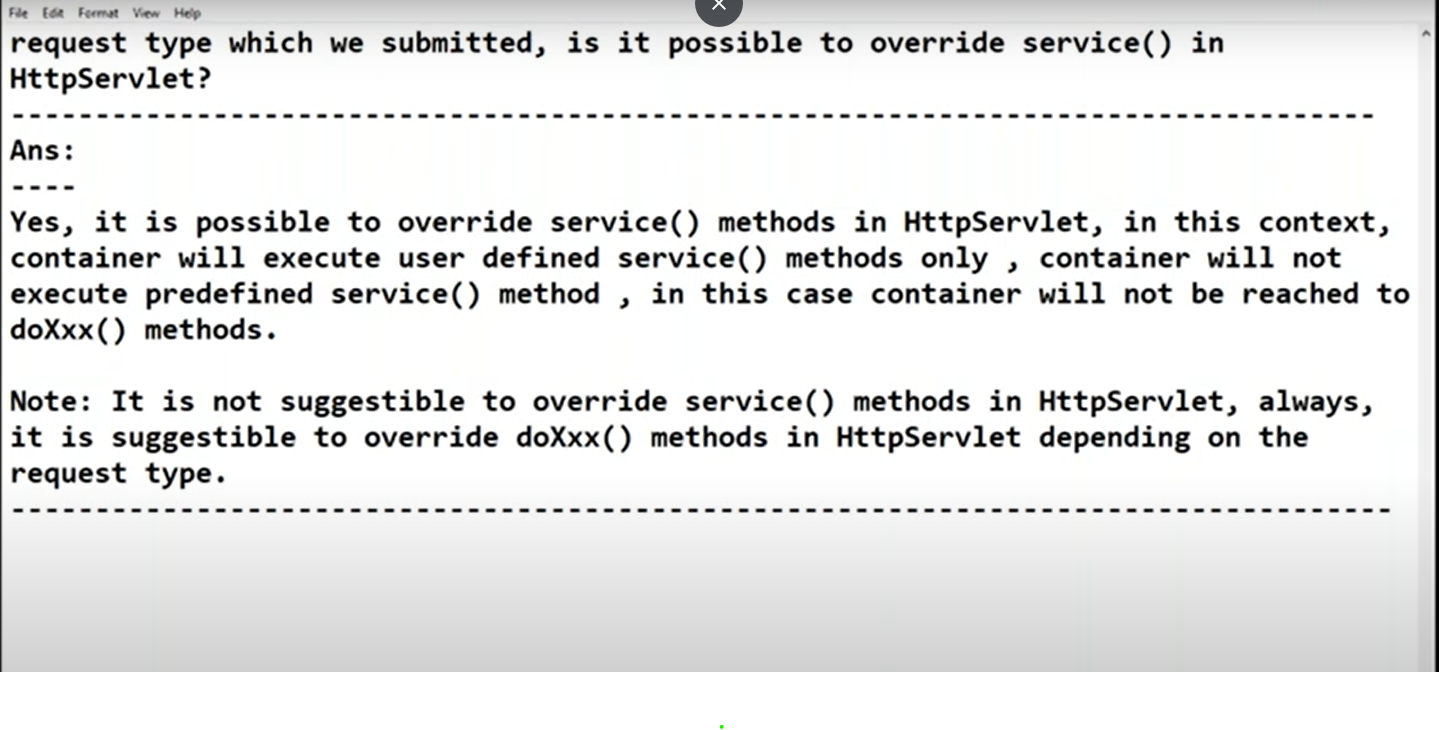 File Edit Format View Help
request type which we submitted, is it possible to override service() in
HttpServlet?
-----------------------------------------------------------------------------------
Ans:
----
Yes, it is possible to override service() methods in HttpServlet, in this context,
container will execute user defined service() methods only , container will not
execute predefined service() method , in this case container will not be reached to
doXxx() methods.
Note: It is not suggestible to override service() methods in HttpServlet, always,
it is suggestible to override doXxx() methods in HttpServlet depending on the
request type.
------------------------------------------------------------------------------------